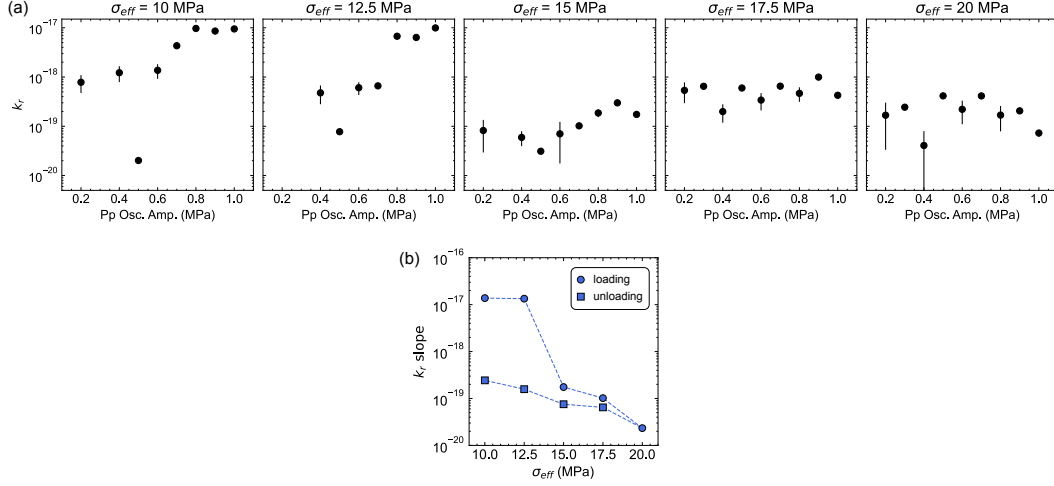 (a)
σeff = 10 MPa
σeff = 12.5 MPa
σeff = 15 MPa
σeff = 17.5 MPa
σeff = 20 MPa
10⁻¹⁷
10⁻¹⁸
10⁻¹⁹
10⁻²⁰
kr
0.2 0.4 0.6 0.8 1.0
0.2 0.4 0.6 0.8 1.0
0.2 0.4 0.6 0.8 1.0
0.2 0.4 0.6 0.8 1.0
0.2 0.4 0.6 0.8 1.0
Pp Osc. Amp. (MPa)
Pp Osc. Amp. (MPa)
Pp Osc. Amp. (MPa)
Pp Osc. Amp. (MPa)
Pp Osc. Amp. (MPa)
(b)
10⁻¹⁶
10⁻¹⁷
10⁻¹⁸
10⁻¹⁹
10⁻²⁰
kr slope
loading
unloading
10.0 12.5 15.0 17.5 20.0
σeff (MPa)